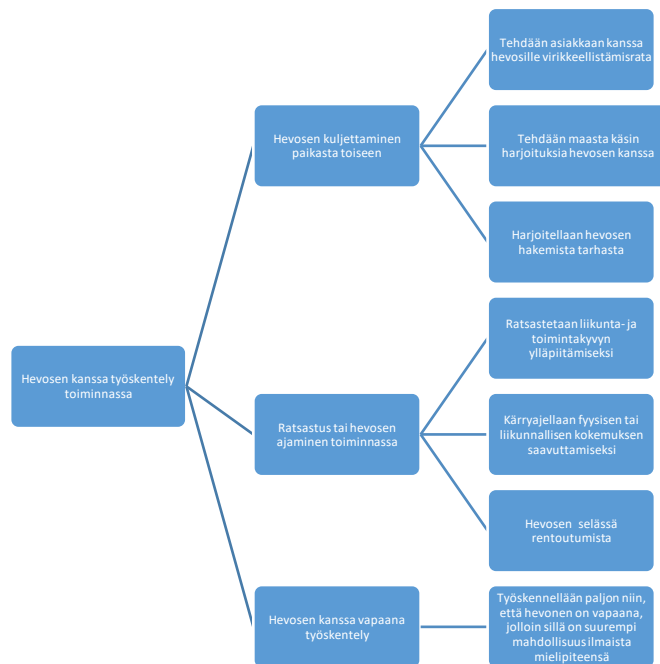 Hevosen kanssa työskentely
toiminnassa
Hevosen kuljettaminen
paikasta toiseen
Tehdään asiakkaan kanssa
hevosille virikkeellistämisrata
Tehdään maasta käsin
harjoituksia hevosen kanssa
Harjoitellaan hevosen
hakemista tarhasta
Ratsastus tai hevosen
ajaminen toiminnassa
Ratsastetaan liikunta- ja
toimintakyvyn
ylläpitämiseksi
Kärryajellaan fyysisen tai
liikunnallisen kokemuksen
saavuttamiseksi
Hevosen selässä
rentoutumista
Hevosen kanssa vapaana
työskentely
Työskennellään paljon niin,
että hevonen on vapaana,
jolloin sillä on suurempi
mahdollisuus ilmaista
mielipiteensä